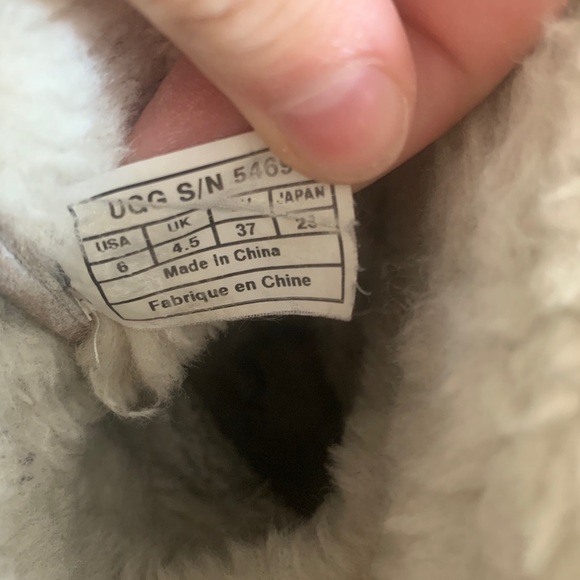 UGG S/N 5469
USA UK JAPAN
6 4.5 37 23
Made In China
Fabrique en Chine